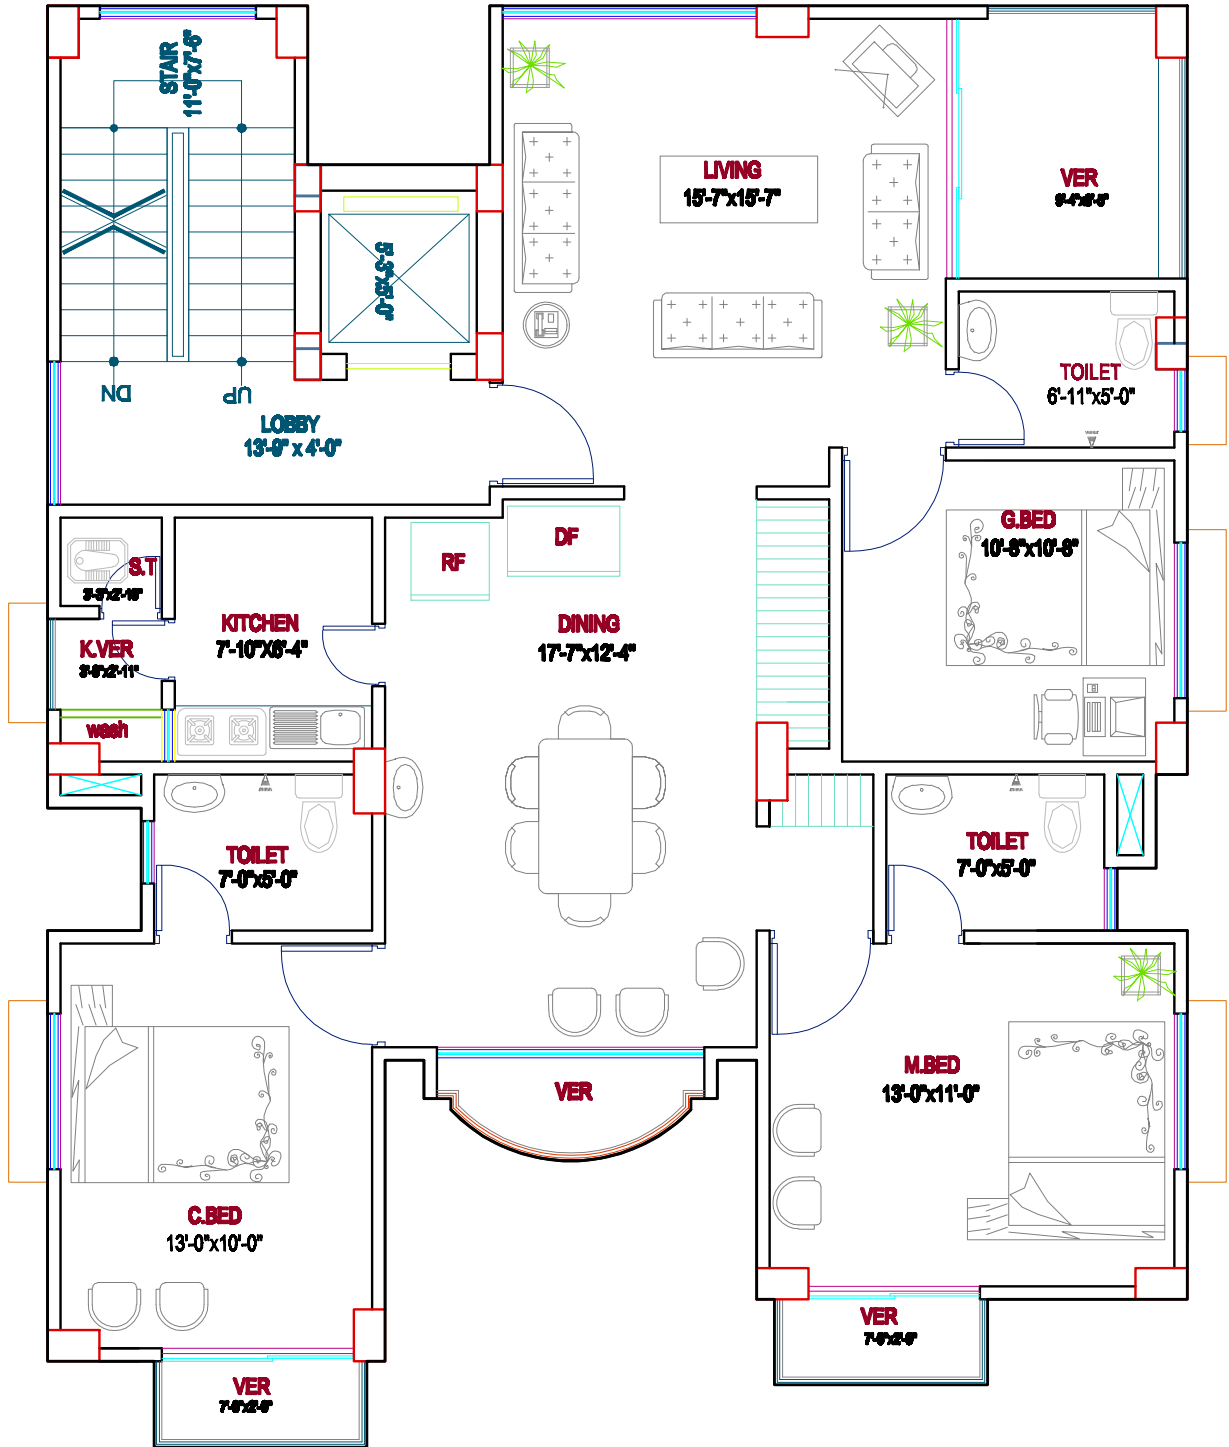 STAIR
11'-0"x7'-6"
LIVING
15'-7"x15'-7"
VER
5'-3"x5'-0"
TOILET
6'-11"x5'-0"
DN
UP
LOBBY
13'-9" x 4'-0"
G.BED
10'-8"x10'-8"
DF
RF
S.T
KITCHEN
7'-10"X6'-4"
DINING
17'-7"x12'-4"
K.VER
wash
TOILET
7'-0"x5'-0"
TOILET
7'-0"x5'-0"
M.BED
13'-0"x11'-0"
VER
C.BED
13'-0"x10'-0"
VER
VER